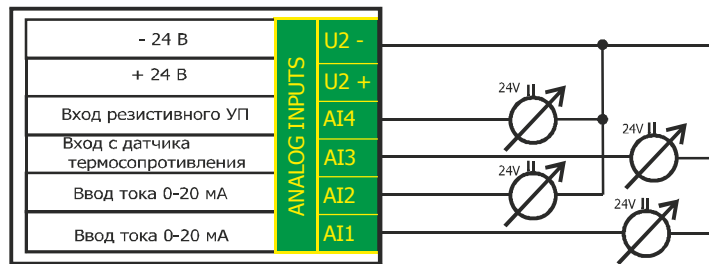 - 24 В
U2 -
+ 24 В
U2 +
Вход резистивного УП
AI4
24V
Вход с датчика
термосопротивления
AI3
24V
Ввод тока 0-20 мА
AI2
24V
Ввод тока 0-20 мА
AI1
24V
ANALOG INPUTS